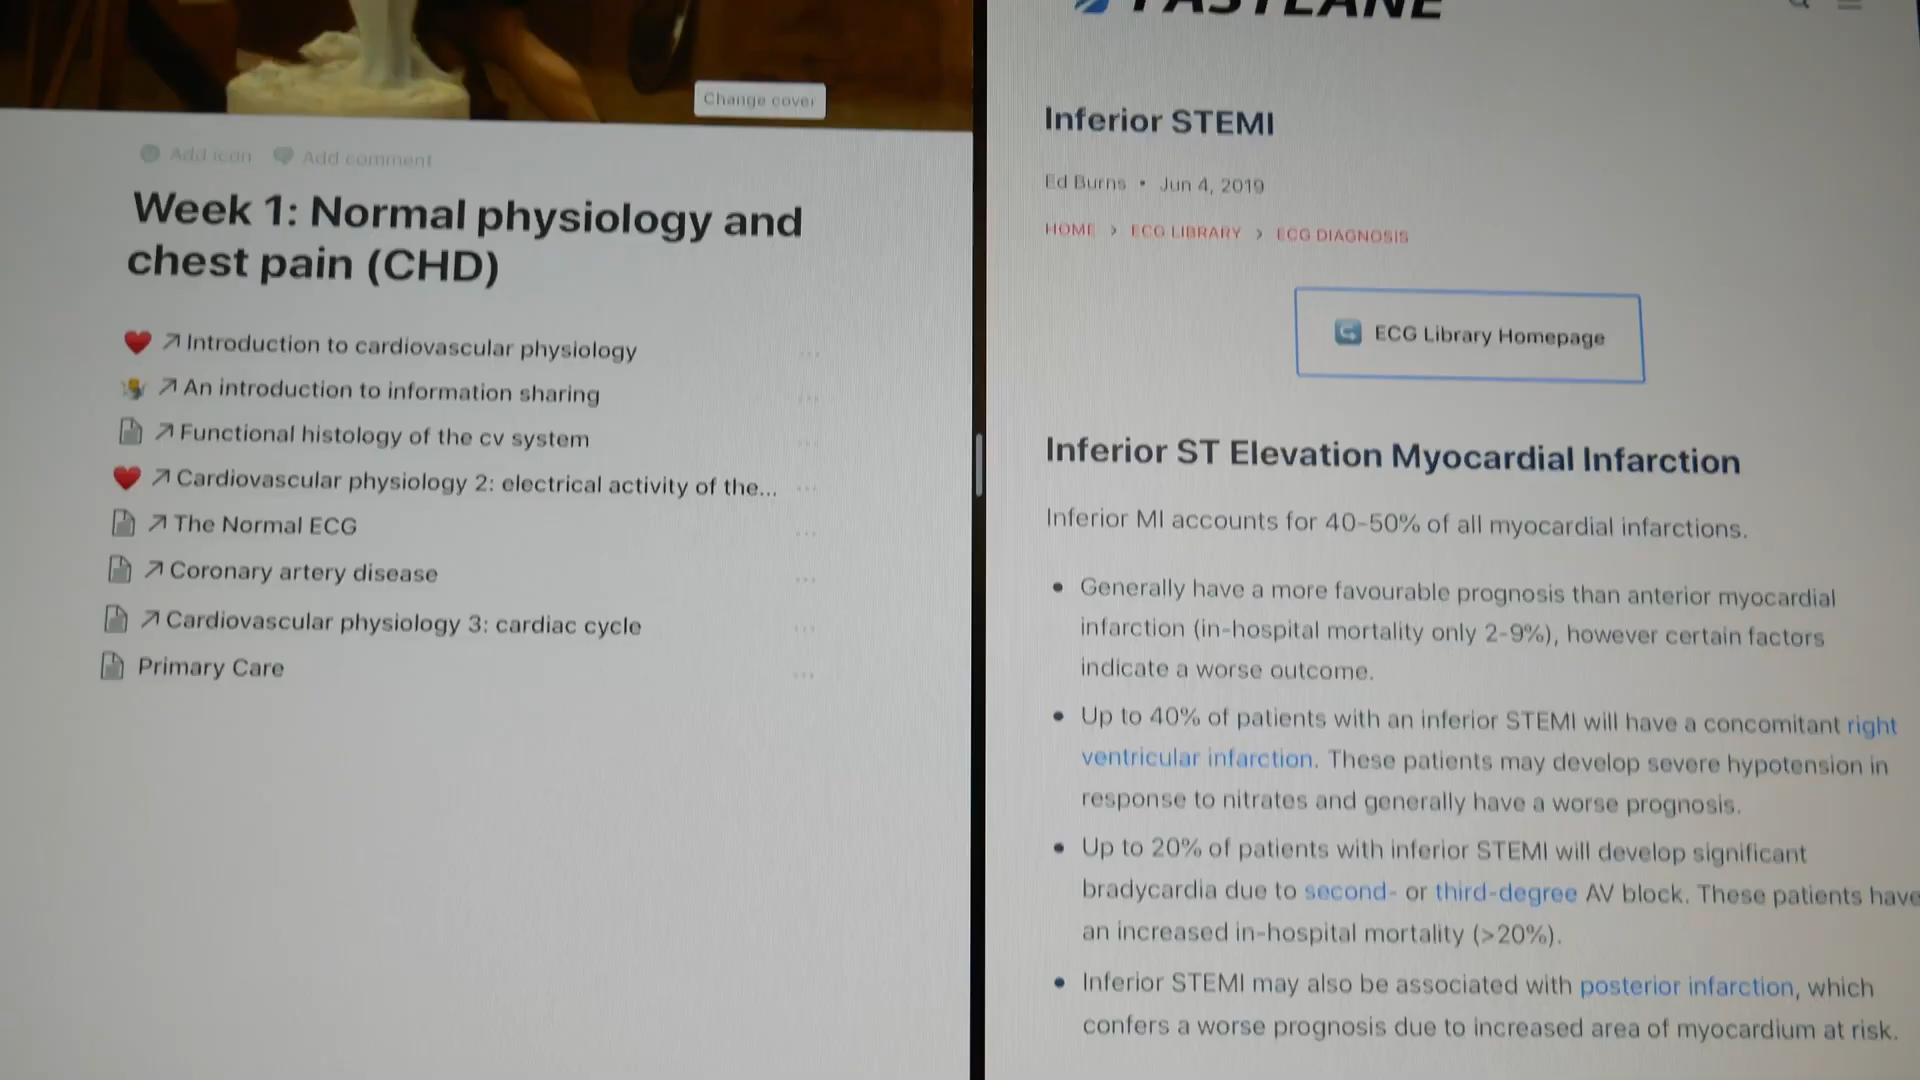 Change cover
Add icon
Add comment
Week 1: Normal physiology and
chest pain (CHD)
Introduction to cardiovascular physiology
An introduction to information sharing
Functional histology of the cv system
Cardiovascular physiology 2: electrical activity of the...
The Normal ECG
Coronary artery disease
Cardiovascular physiology 3: cardiac cycle
Primary Care
FASTLANE
Inferior STEMI
Ed Burns • Jun 4, 2019
HOME > ECG LIBRARY > ECG DIAGNOSIS
ECG Library Homepage
Inferior ST Elevation Myocardial Infarction
Inferior MI accounts for 40-50% of all myocardial infarctions.
• Generally have a more favourable prognosis than anterior myocardial
infarction (in-hospital mortality only 2-9%), however certain factors
indicate a worse outcome.
• Up to 40% of patients with an inferior STEMI will have a concomitant right
ventricular infarction. These patients may develop severe hypotension in
response to nitrates and generally have a worse prognosis.
• Up to 20% of patients with inferior STEMI will develop significant
bradycardia due to second- or third-degree AV block. These patients have
an increased in-hospital mortality (>20%).
• Inferior STEMI may also be associated with posterior infarction, which
confers a worse prognosis due to increased area of myocardium at risk.